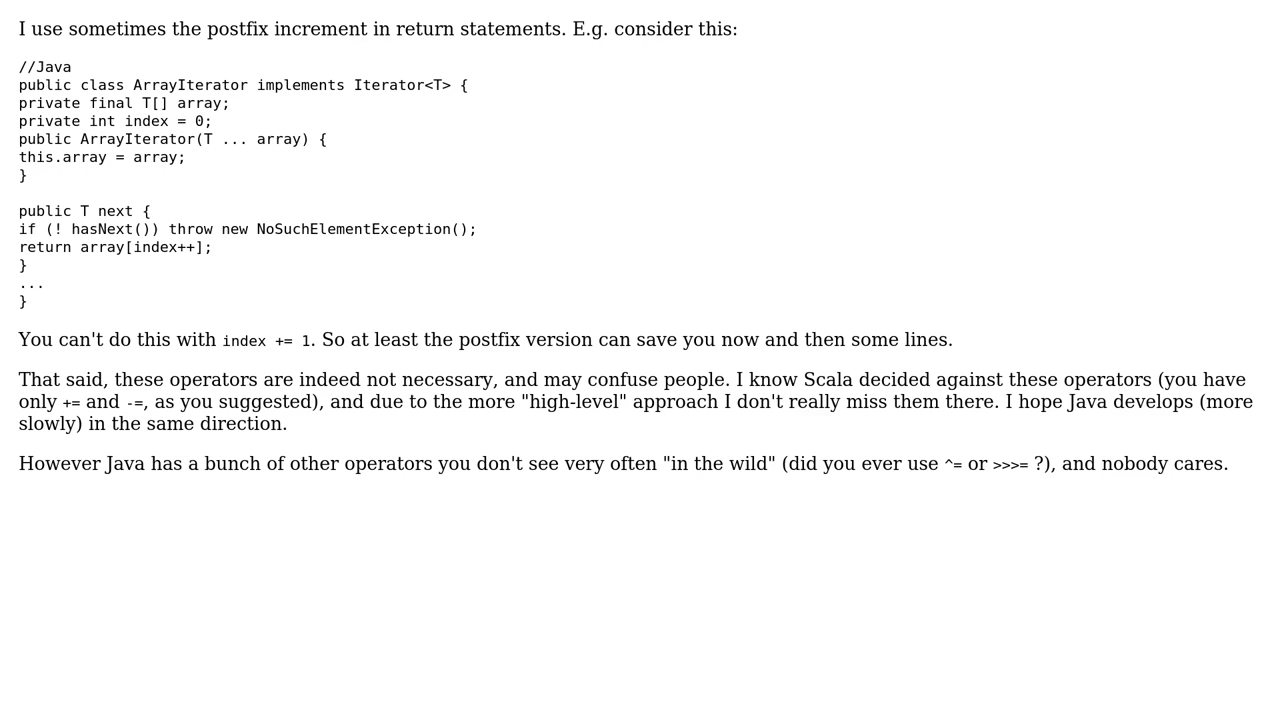 I use sometimes the postfix increment in return statements. E.g. consider this:
//Java
public class ArrayIterator implements Iterator<T> {
private final T[] array;
private int index = 0;
public ArrayIterator(T ... array) {
this.array = array;
}
public T next {
if (! hasNext()) throw new NoSuchElementException();
return array[index++];
}
...
}
You can't do this with index += 1. So at least the postfix version can save you now and then some lines.
That said, these operators are indeed not necessary, and may confuse people. I know Scala decided against these operators (you have
only += and -=, as you suggested), and due to the more "high-level" approach I don't really miss them there. I hope Java develops (more
slowly) in the same direction.
However Java has a bunch of other operators you don't see very often "in the wild" (did you ever use ^= or >>>= ?), and nobody cares.